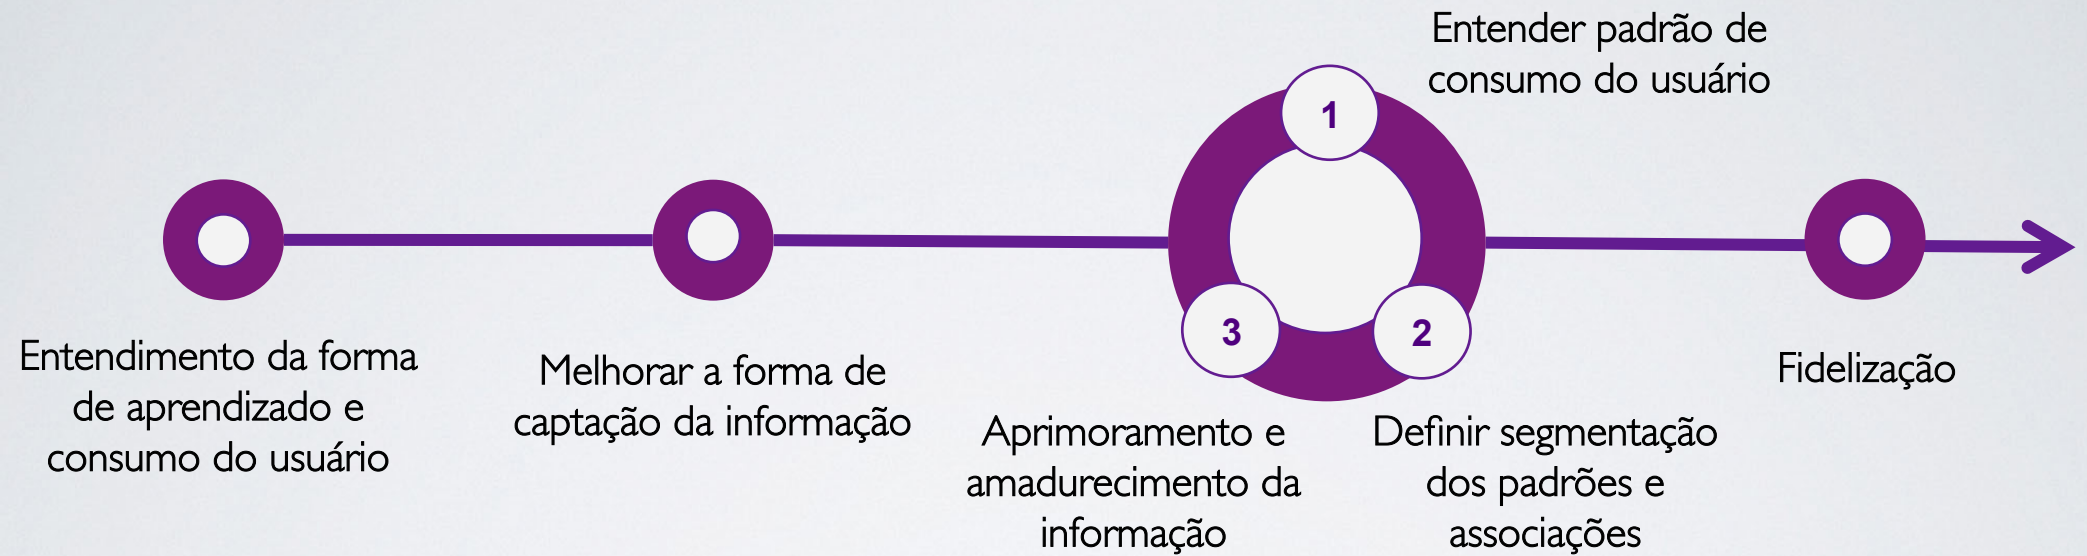 Entendimento da forma
de aprendizado e
consumo do usuário
Melhorar a forma de
captação da informação
1
Entender padrão de
consumo do usuário
2
Definir segmentação
dos padrões e
associações
3
Aprimoramento e
amadurecimento da
informação
Fidelização